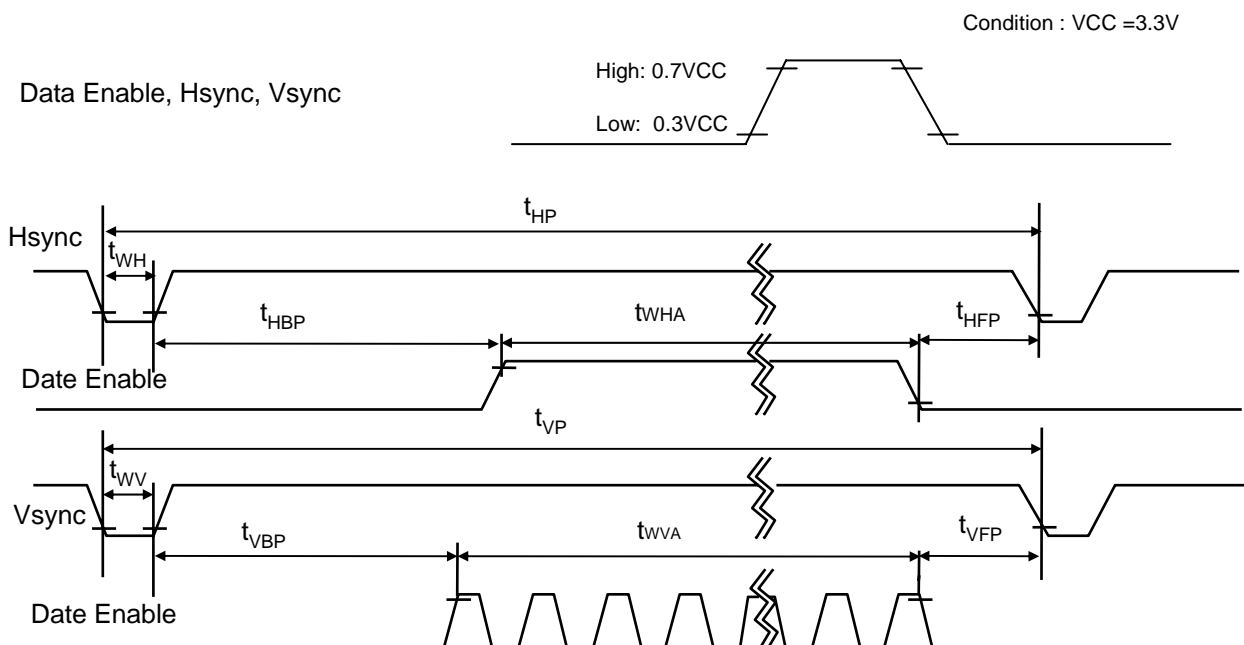 Condition : VCC =3.3V
High: 0.7VCC
Data Enable, Hsync, Vsync
Low: 0.3VCC
tHP
Hsync
tWH
tHBP
tWHA
tHFP
Date Enable
tVP
tWV
Vsync
tVBP
tWVA
tVFP
Date Enable